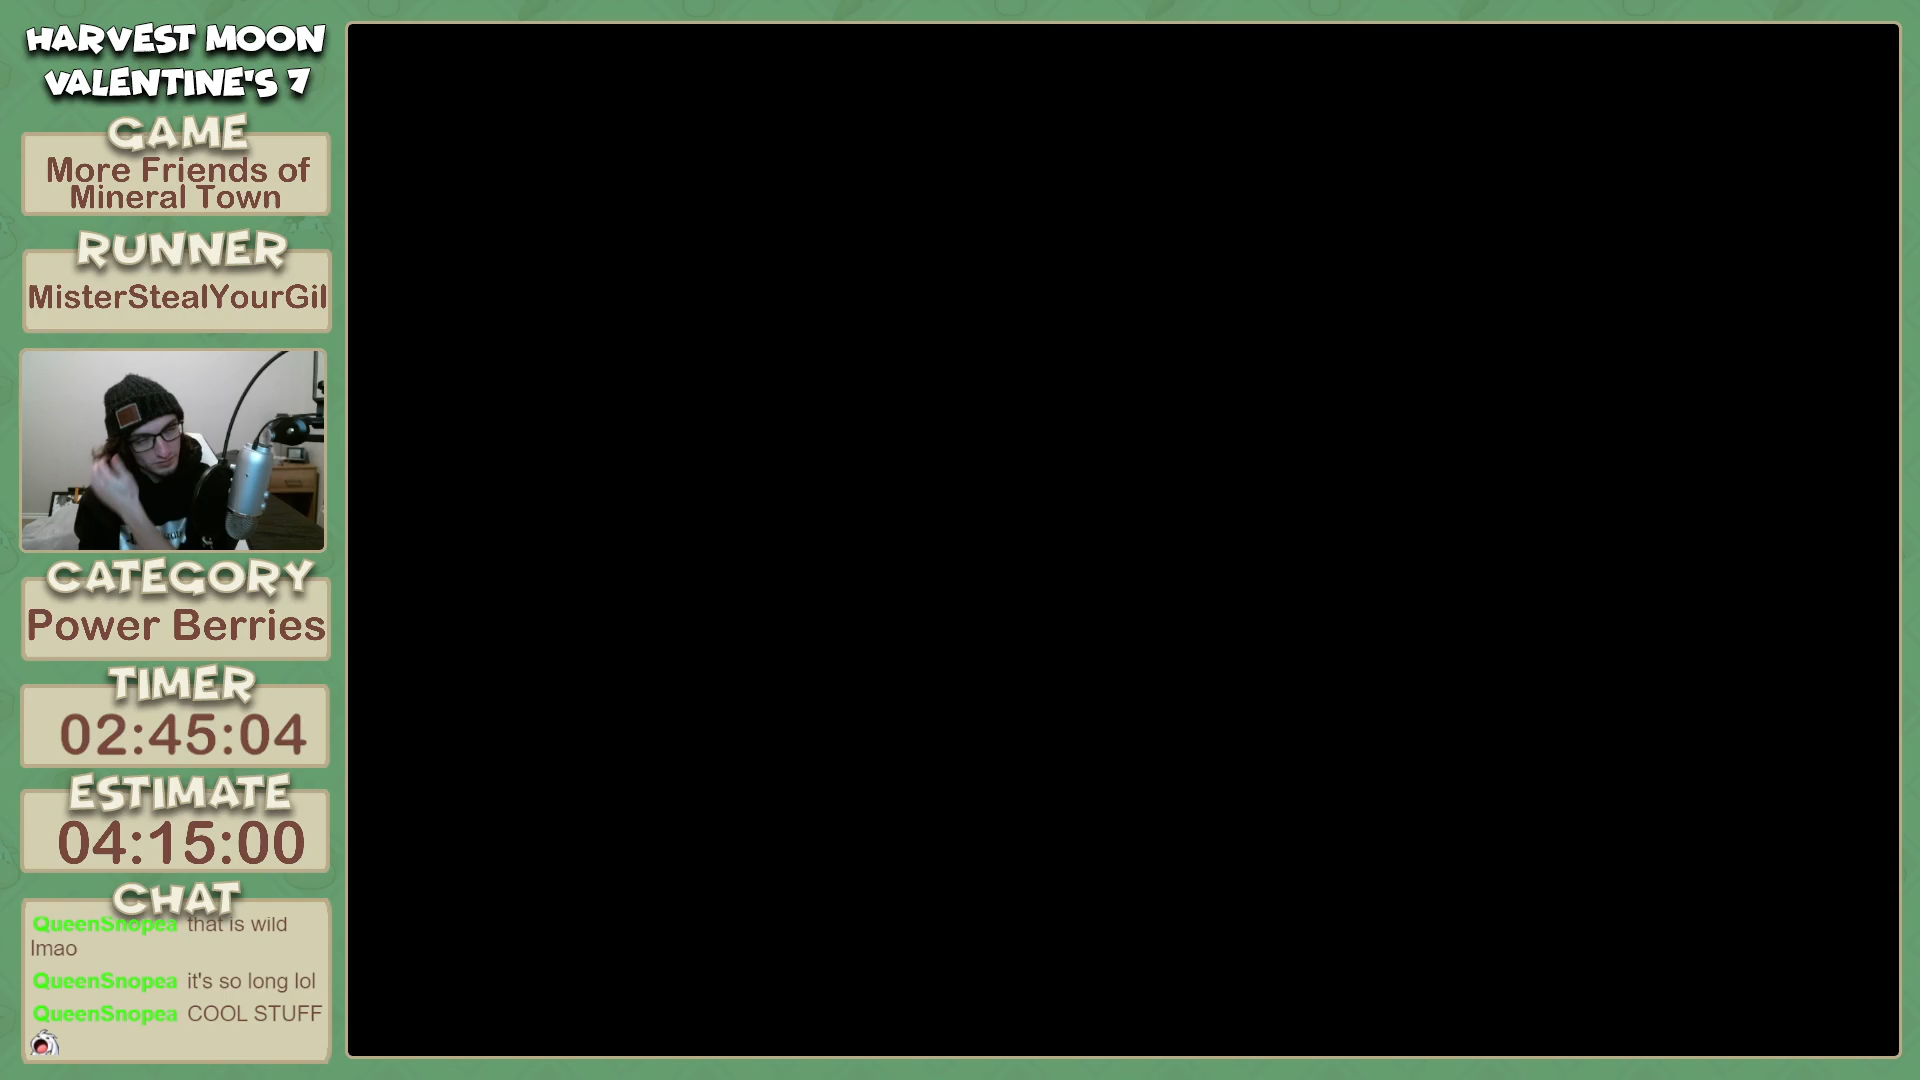 HARVEST MOON
VALENTINE'S 7
GAME
More Friends of
Mineral Town
RUNNER
MisterStealYourGil
CATEGORY
Power Berries
TIMER
02:45:04
ESTIMATE
04:15:00
CHAT
QueenSnopea that is wild
lmao
QueenSnopea it's so long lol
QueenSnopea COOL STUFF